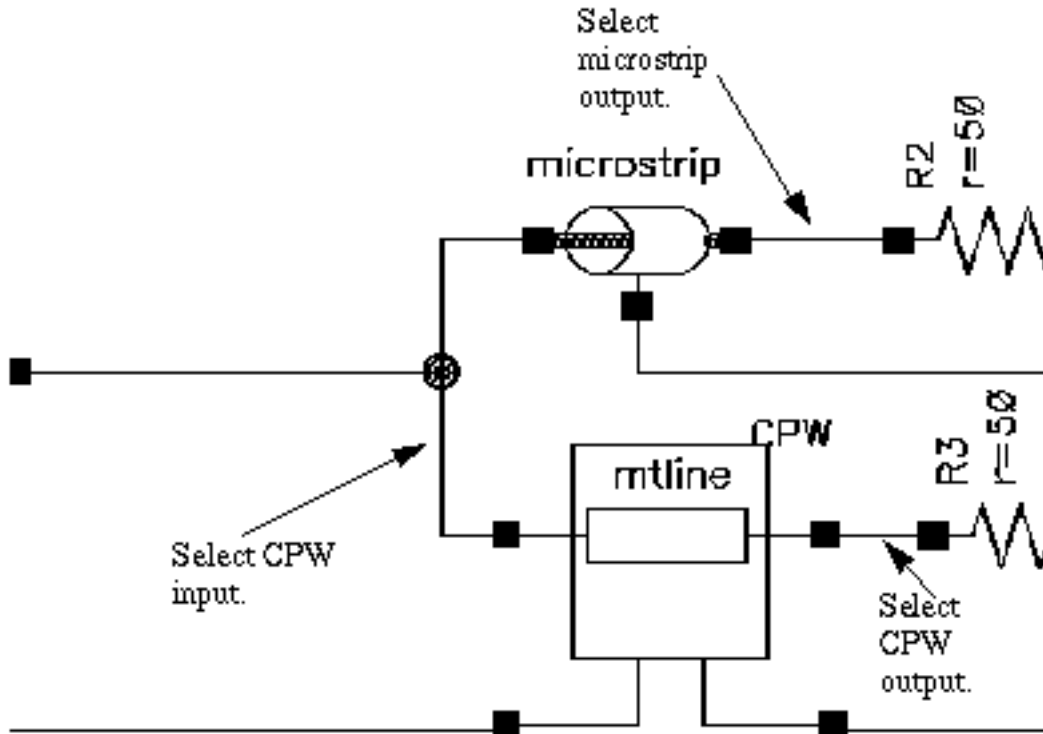 Select
microstrip
output.
microstrip
R2
r=50
CPW
mtline
R3
r=50
Select CPW
input.
Select
CPW
output.